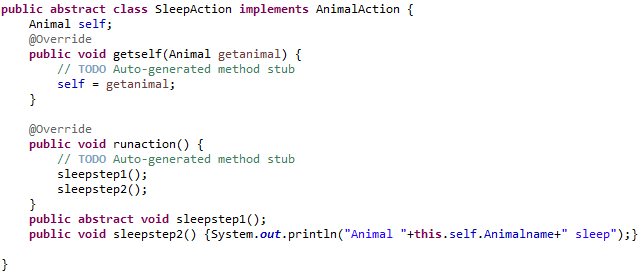 public abstract class SleepAction implements AnimalAction {
    Animal self;
    @Override
    public void getself(Animal getanimal) {
        // TODO Auto-generated method stub
        self = getanimal;
    }

    @Override
    public void runaction() {
        // TODO Auto-generated method stub
        sleepstep1();
        sleepstep2();
    }
    public abstract void sleepstep1();
    public void sleepstep2() {System.out.println("Animal "+this.self.Animalname+" sleep");}

}